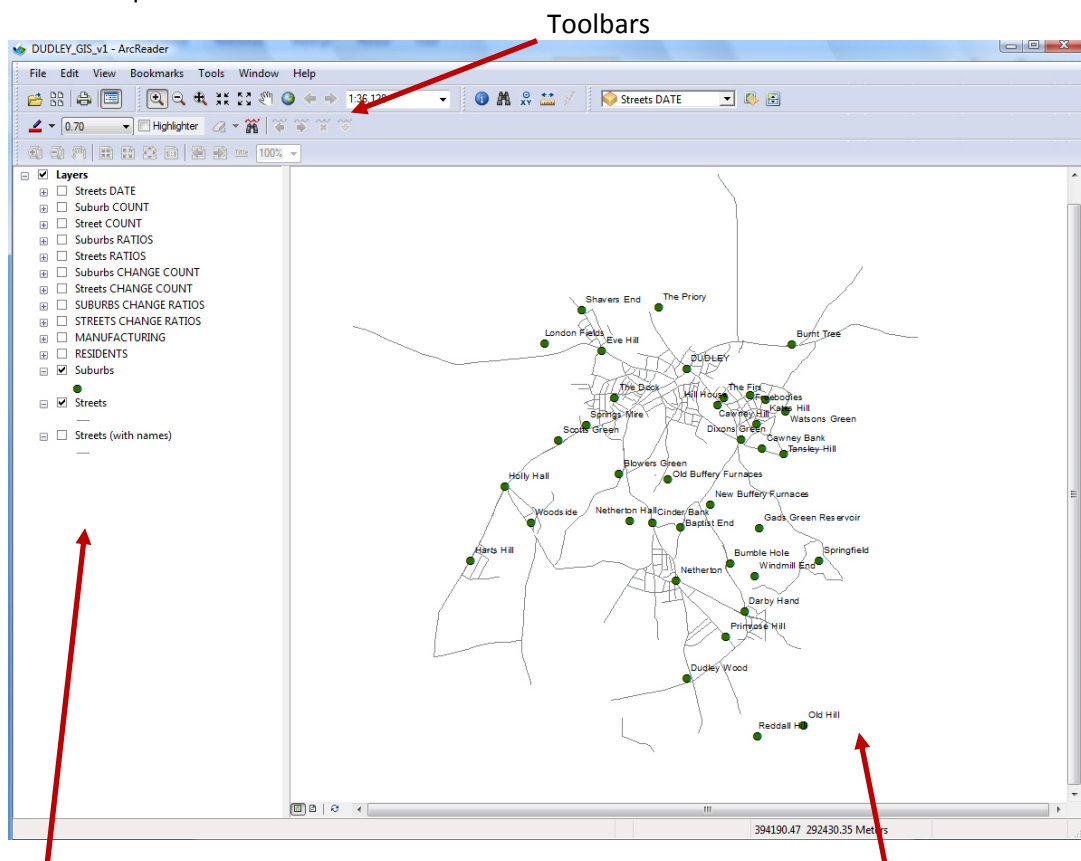 Toolbars
DUDLEY_GIS_v1 - ArcReader
File Edit View Bookmarks Tools Window Help
Streets DATE
0.70 Highlighter
Title 100%
Layers
Streets DATE
Suburb COUNT
Street COUNT
Suburbs RATIOS
Streets RATIOS
Suburbs CHANGE COUNT
Streets CHANGE COUNT
SUBURBS CHANGE RATIOS
STREETS CHANGE RATIOS
MANUFACTURING
RESIDENTS
Suburbs
Streets
Streets (with names)
Shavers End
The Priory
London Fields
Eve Hill
Burnt Tree
DUDLEY
The Dock
Hill House
The Firs
Freebodies
Kates Hill
Springs Mire
Cawney Hill
Watsons Green
Scotts Green
Dixons Green
Cawney Bank
Tansley Hill
Blowers Green
Old Buffery Furnaces
Holly Hall
New Buffery Furnaces
Woodside
Netherton Hall
Cinder Bank
Gads Green Reservoir
Baptist End
Harts Hill
Bumble Hole
Springfield
Netherton
Windmill End
Darby Hand
Primrose Hill
Dudley Wood
Old Hill
Reddall Hill
394190.47 292430.35 Meters